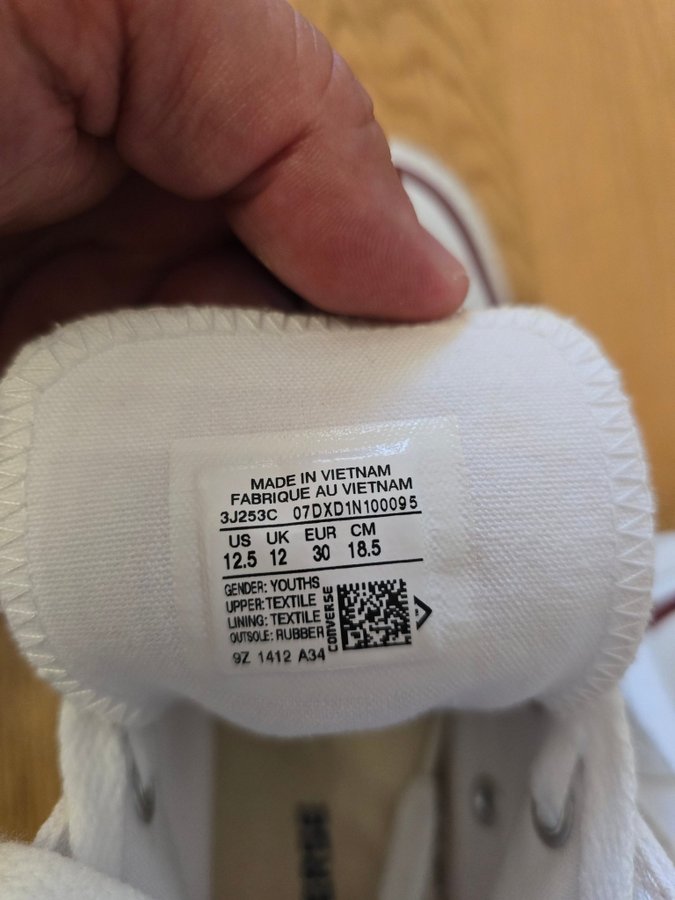 MADE IN VIETNAM
FABRIQUE AU VIETNAM
3J253C 07DXD1N100095
US UK EUR CM
12.5 12 30 18.5
GENDER: YOUTHS
UPPER: TEXTILE
LINING: TEXTILE
OUTSOLE: RUBBER
CONVERSE
9Z 1412 A34